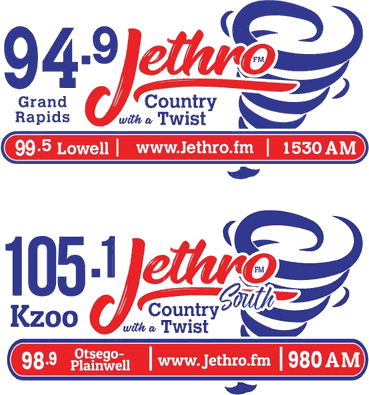 94.9 Jethro FM
Grand
Rapids
Country
with a Twist
99.5 Lowell | www.Jethro.fm | 1530 AM
105.1 Jethro FM
South
Kzoo
Country
with a Twist
98.9 Otsego-
Plainwell | www.Jethro.fm | 980 AM